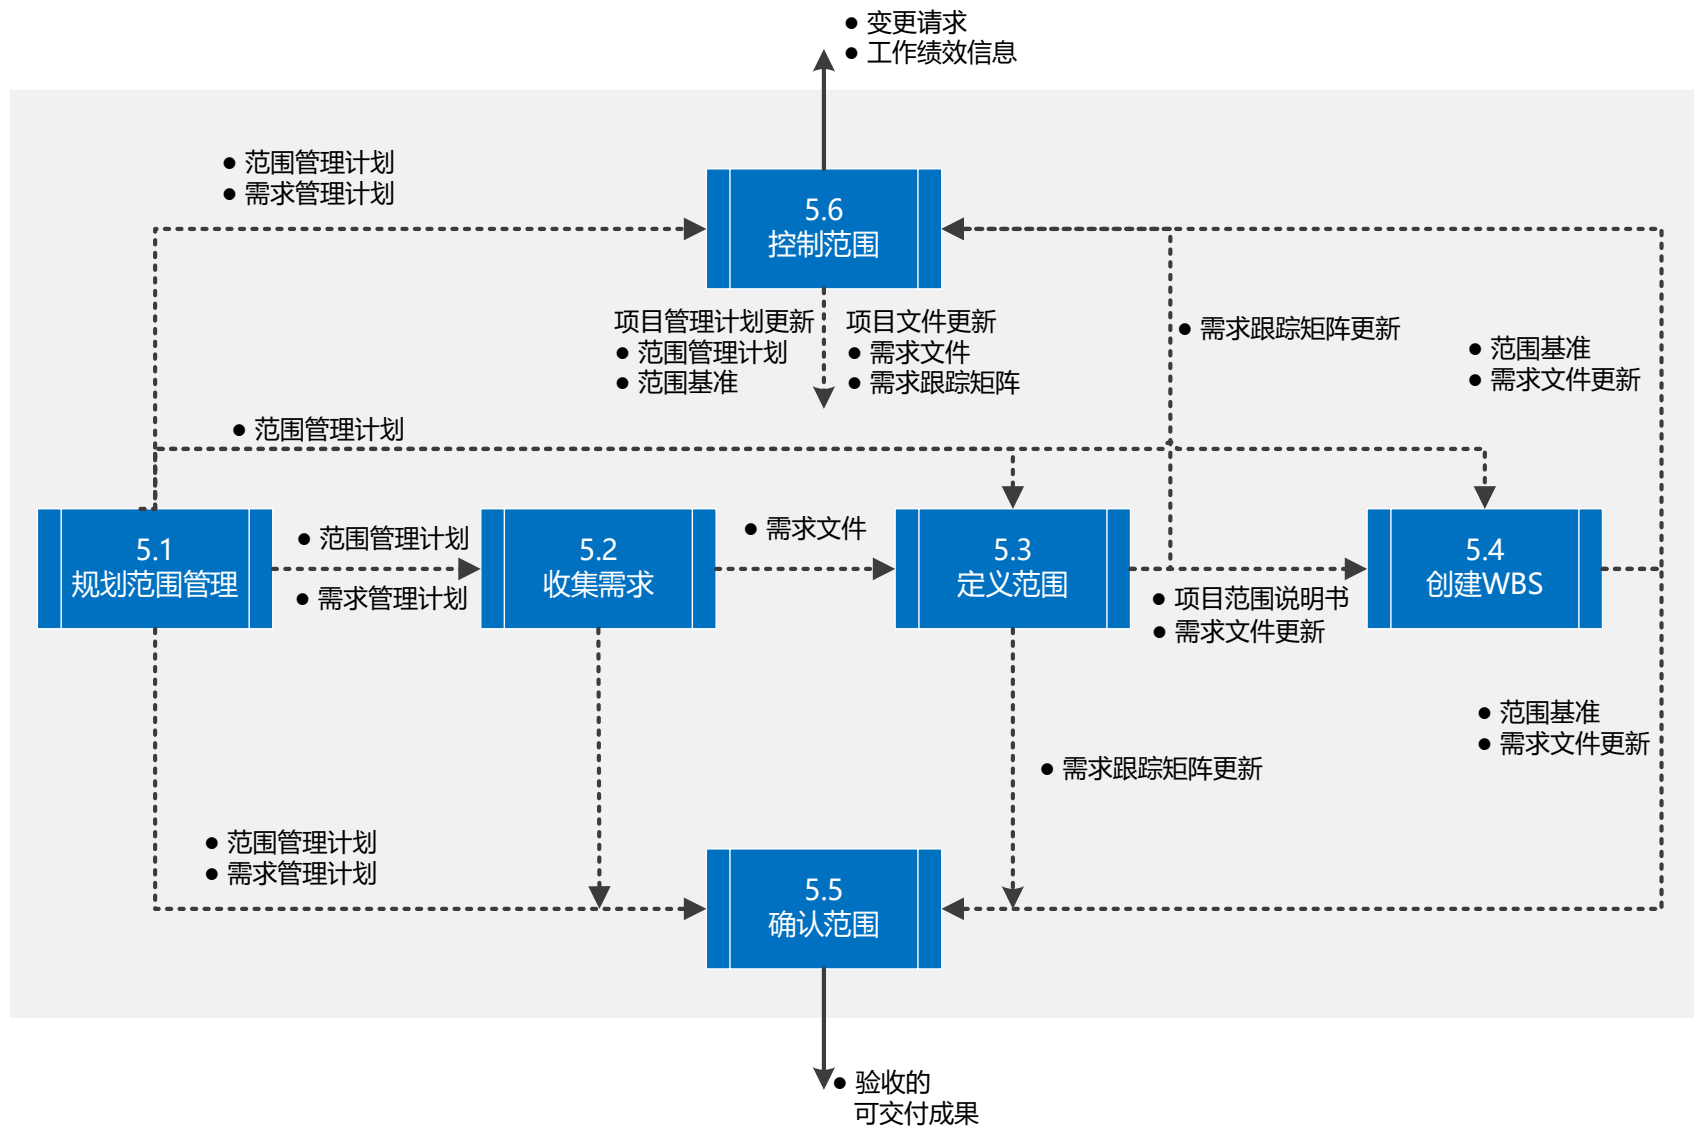 ● 变更请求
● 工作绩效信息
● 范围管理计划
● 需求管理计划
5.6
控制范围
项目管理计划更新
● 范围管理计划
● 范围基准
项目文件更新
● 需求文件
● 需求跟踪矩阵
● 需求跟踪矩阵更新
● 范围基准
● 需求文件更新
● 范围管理计划
5.1
规划范围管理
● 范围管理计划
● 需求管理计划
5.2
收集需求
● 需求文件
5.3
定义范围
● 项目范围说明书
● 需求文件更新
5.4
创建WBS
● 范围基准
● 需求文件更新
● 需求跟踪矩阵更新
● 范围管理计划
● 需求管理计划
5.5
确认范围
● 验收的
可交付成果